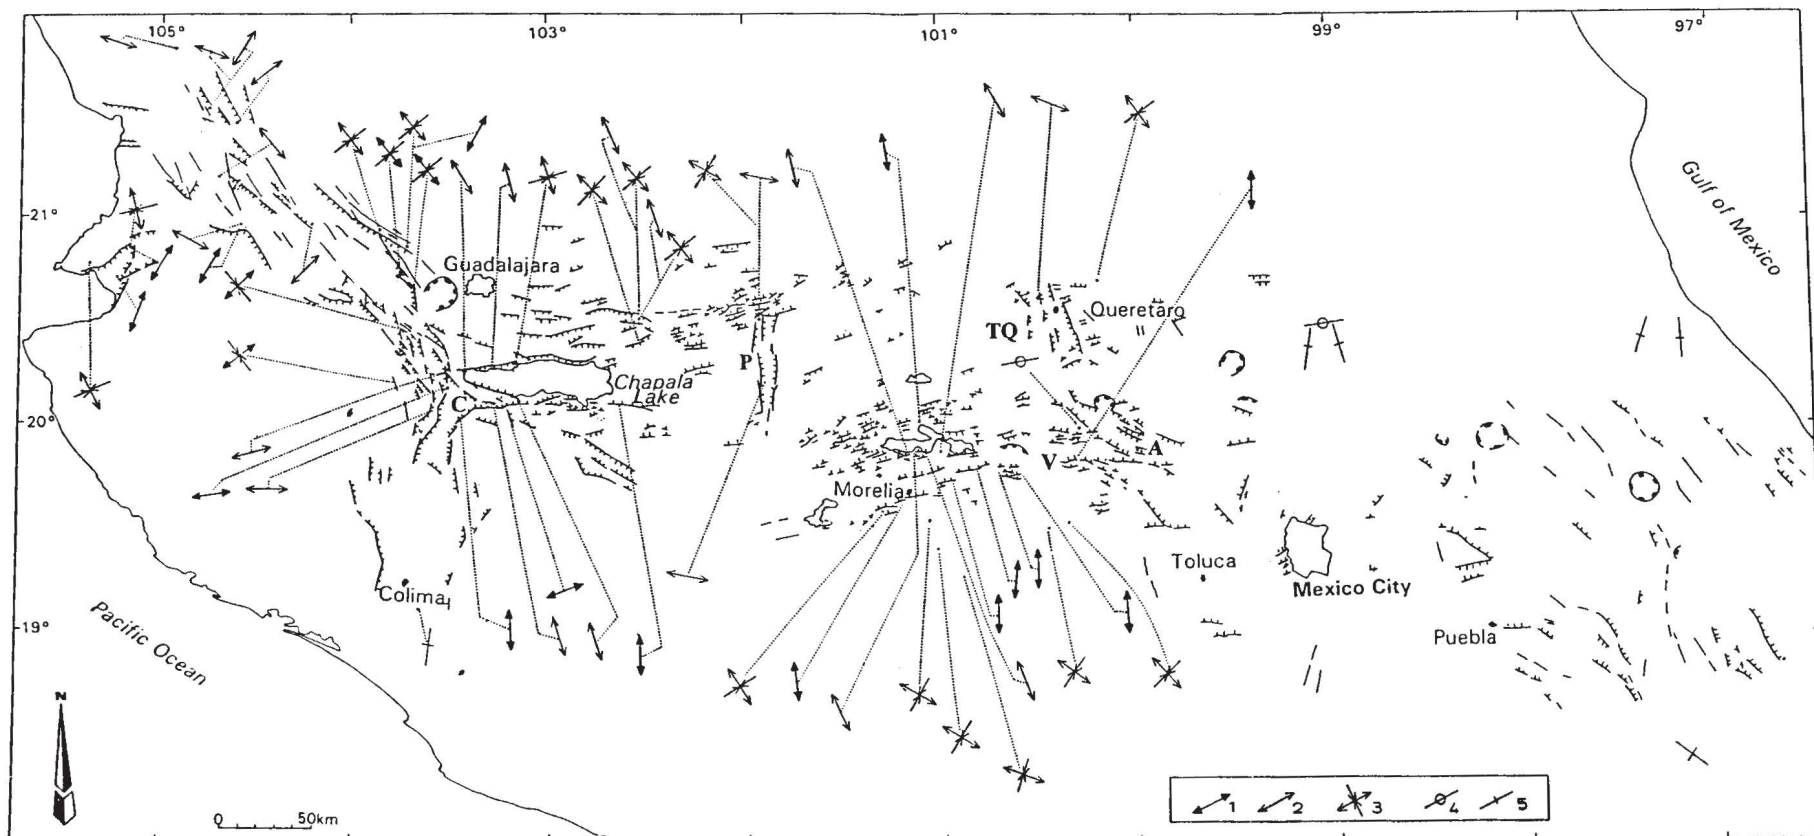 105°
103°
101°
99°
97°
21°
Gulf of Mexico
Guadalajara
Querétaro
TQ
P
Chapala
Lake
C
20°
A
V
Morelia
Toluca
Mexico City
Colima
19°
Puebla
Pacific Ocean
N
0 50km
1 2 3 4 5